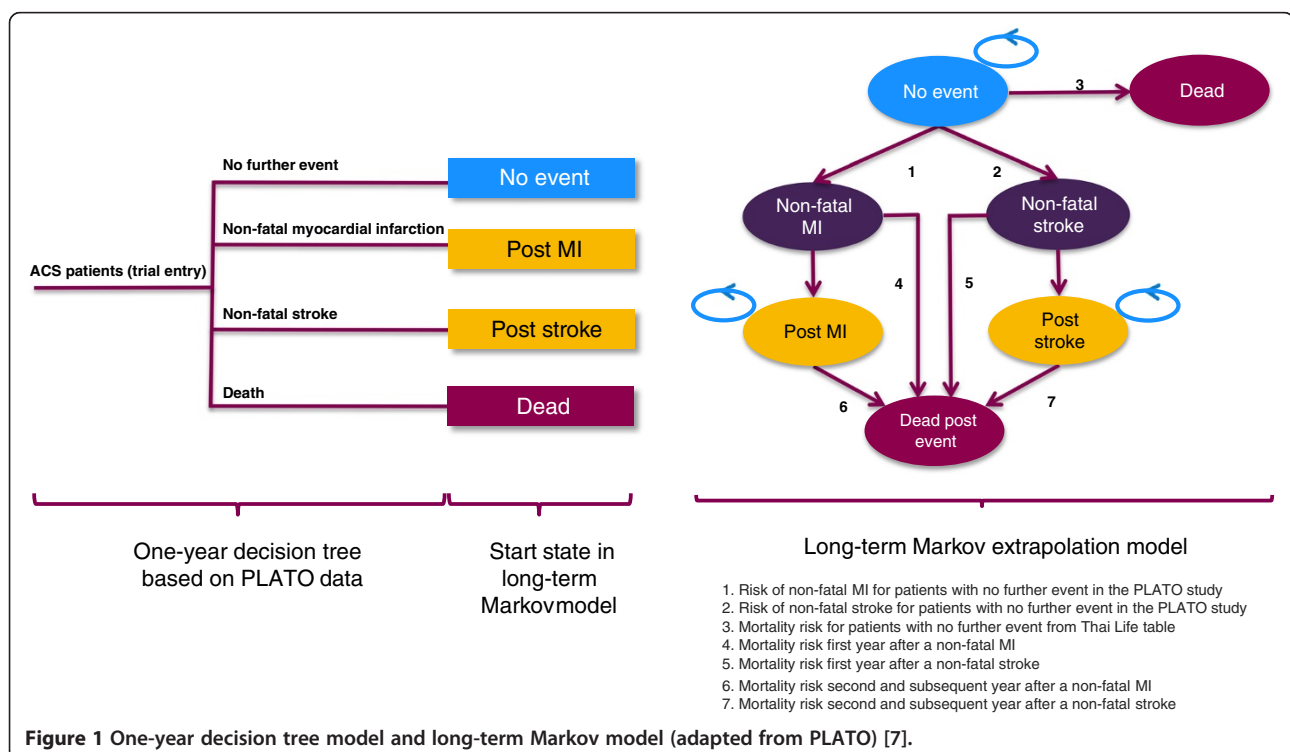 No further event
No event
Non-fatal myocardial infarction
Post MI
ACS patients (trial entry)
Non-fatal stroke
Post stroke
Death
Dead
One-year decision tree
based on PLATO data
Start state in
long-term
Markovmodel
No event
3
Dead
1
2
Non-fatal
MI
Non-fatal
stroke
4
5
Post MI
Post
stroke
6
7
Dead post
event
Long-term Markov extrapolation model
1. Risk of non-fatal MI for patients with no further event in the PLATO study
2. Risk of non-fatal stroke for patients with no further event in the PLATO study
3. Mortality risk for patients with no further event from Thai Life table
4. Mortality risk first year after a non-fatal MI
5. Mortality risk first year after a non-fatal stroke
6. Mortality risk second and subsequent year after a non-fatal MI
7. Mortality risk second and subsequent year after a non-fatal stroke
Figure 1 One-year decision tree model and long-term Markov model (adapted from PLATO) [7].